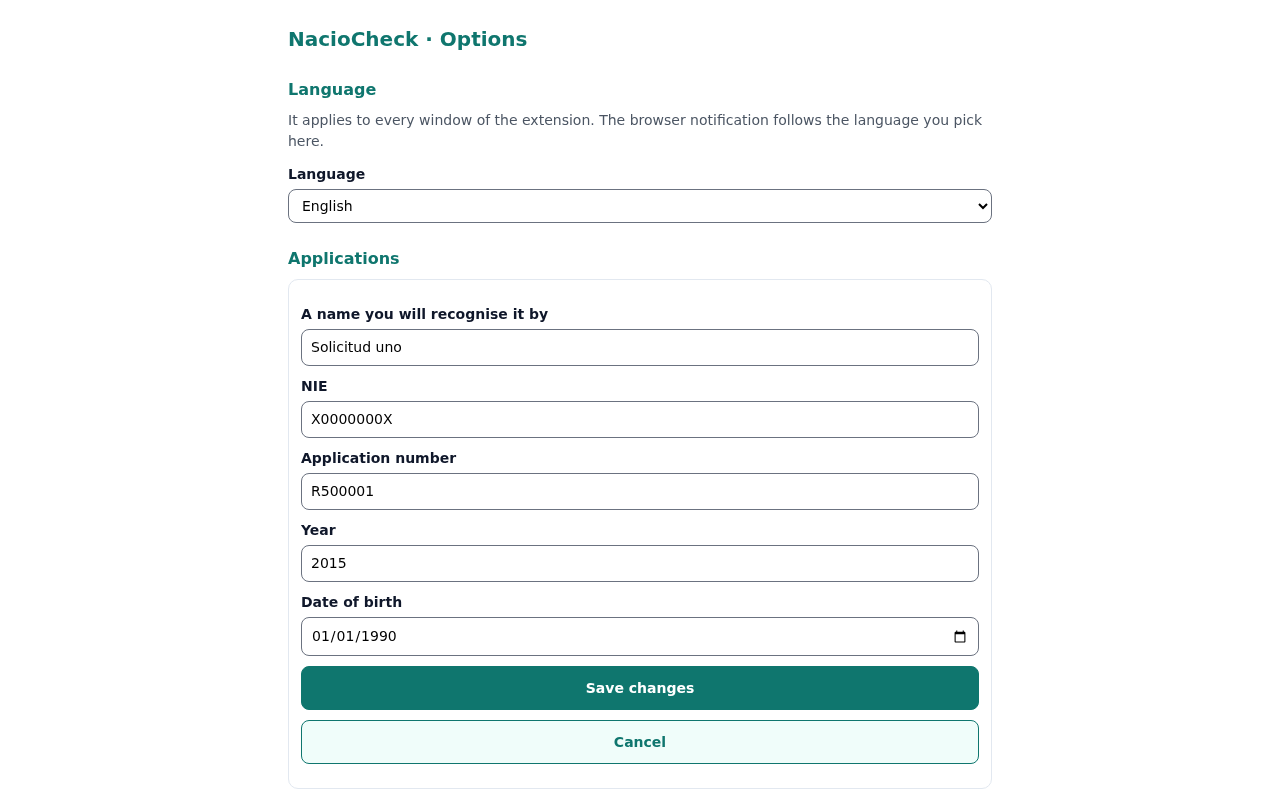 NacioCheck · Options
Language
It applies to every window of the extension. The browser notification follows the language you pick
here.
Language
English
Applications
A name you will recognise it by
Solicitud uno
NIE
X0000000X
Application number
R500001
Year
2015
Date of birth
01/01/1990
Save changes
Cancel